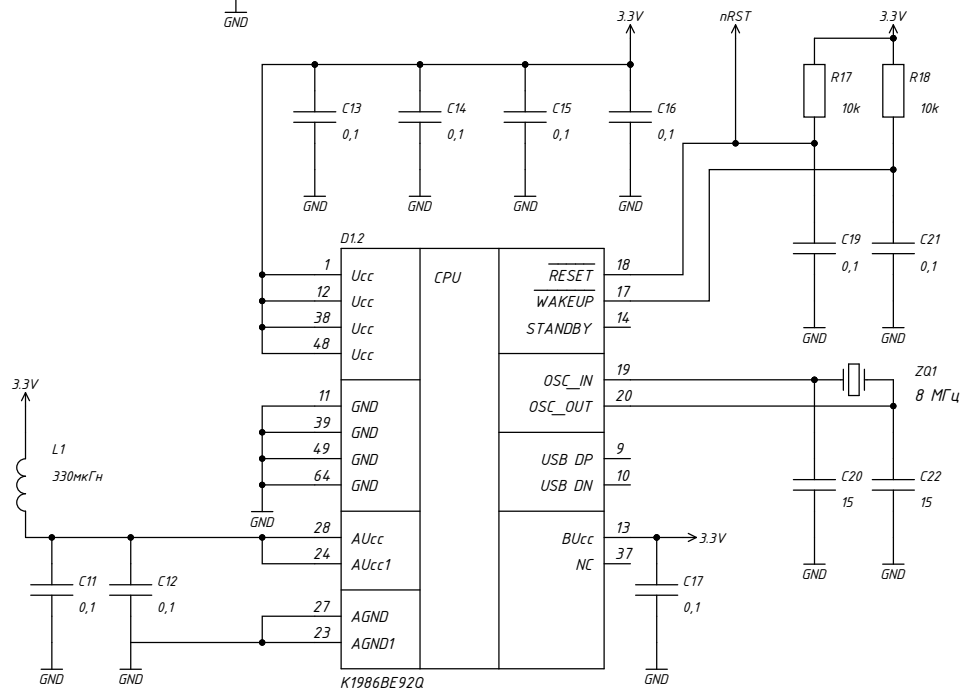 GND
3.3V
nRST
3.3V
C13
0,1
C14
0,1
C15
0,1
C16
0,1
R17
10k
R18
10k
GND
GND
GND
GND
D1.2
CPU
1
Ucc
12
Ucc
38
Ucc
48
Ucc
11
GND
39
GND
49
GND
64
GND
28
AUcc
24
AUcc1
27
AGND
23
AGND1
RESET
18
WAKEUP
17
STANDBY
14
OSC_IN
19
OSC_OUT
20
USB DP
9
USB DN
10
BUcc
13
3.3V
NC
37
C19
0,1
C21
0,1
GND
GND
ZQ1
8 МГц
C20
15
C22
15
GND
GND
3.3V
L1
330мкГн
GND
C11
0,1
C12
0,1
C17
0,1
GND
GND
GND
K1986BE92Q